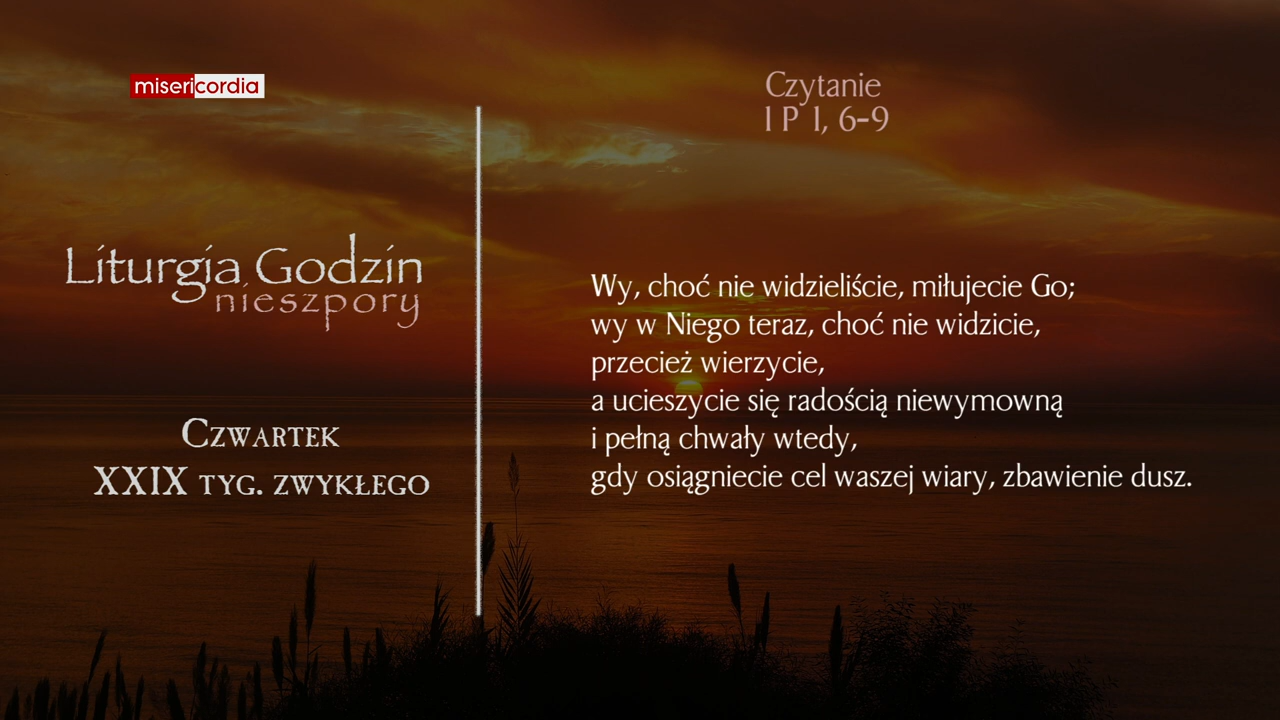 misericordia
Liturgia Godzin
nieszpory
Czwartek
XXIX tyg. zwykłego
Czytanie
1 P 1, 6-9
Wy, choć nie widzieliście, miłujecie Go;
wy w Niego teraz, choć nie widzicie,
przecież wierzycie,
a ucieszycie się radością niewymowną
i pełną chwały wtedy,
gdy osiągniecie cel waszej wiary, zbawienie dusz.